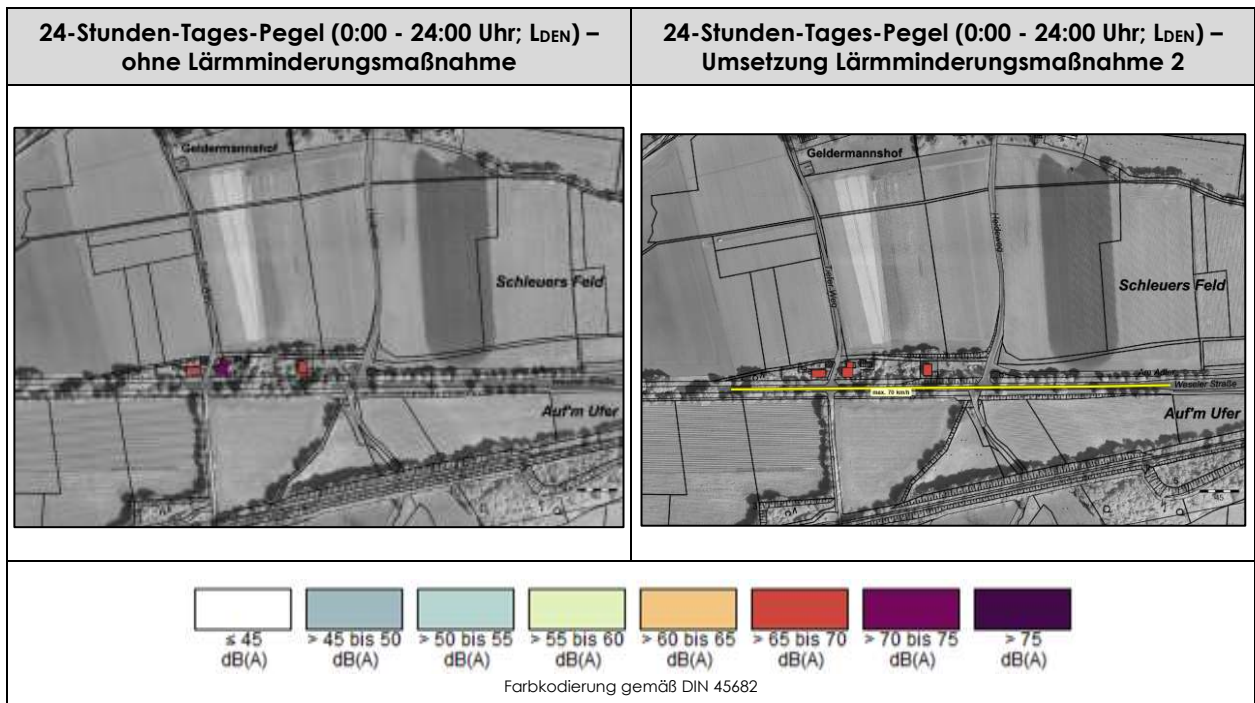 24-Stunden-Tages-Pegel (0:00 - 24:00 Uhr; LDEN) –
ohne Lärmminderungsmaßnahme
24-Stunden-Tages-Pegel (0:00 - 24:00 Uhr; LDEN) –
Umsetzung Lärmminderungsmaßnahme 2
Geldermannshof
Schleuers Feld
Auf'm Ufer
Geldermannshof
Heideweg
Tiefer Weg
Schleuers Feld
Weseler Straße
max. 70 km/h
Auf'm Ufer
≤ 45
dB(A)
> 45 bis 50
dB(A)
> 50 bis 55
dB(A)
> 55 bis 60
dB(A)
> 60 bis 65
dB(A)
> 65 bis 70
dB(A)
> 70 bis 75
dB(A)
> 75
dB(A)
Farbkodierung gemäß DIN 45682